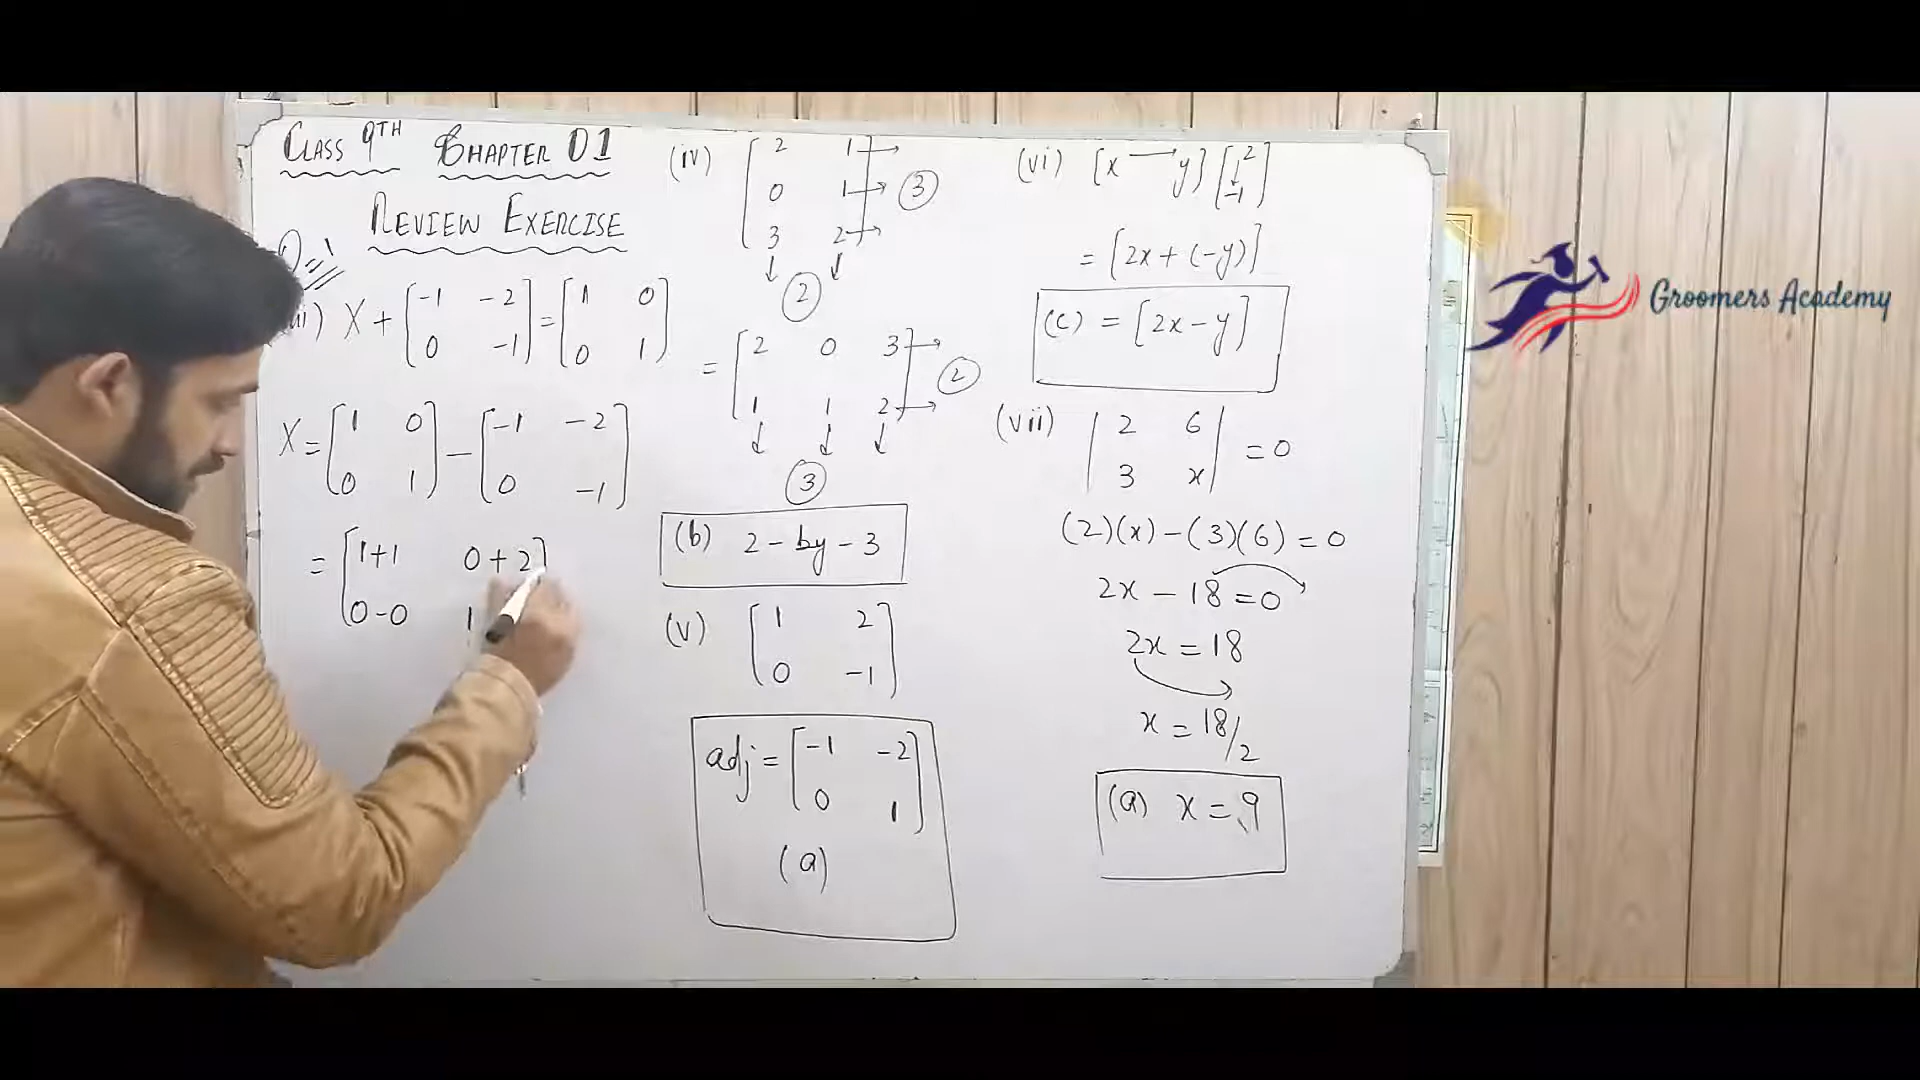 CLASS 9TH CHAPTER 01
REVIEW EXERCISE
Q.1
X + [-1 -2] = [1 0]
[0 -1] [0 1]
X = [1 0] - [-1 -2]
[0 1] [0 -1]
= [1+1 0+2]
[0-0 1
(iv) [2 1
0 1 (3)
3 2
(2)
= [2 0 3
1 1 2] (2)
(3)
(b) 2-by-3
(v) [1 2]
[0 -1]
adj = [-1 -2]
[0 1]
(a)
(vi) [x y] [2]
[-1]
= [2x+(-y)]
(c) = [2x-y]
(vii) |2 6| = 0
|3 x|
(2)(x)-(3)(6)=0
2x-18=0
2x=18
x=18/2
(a) x=9
Groomers Academy